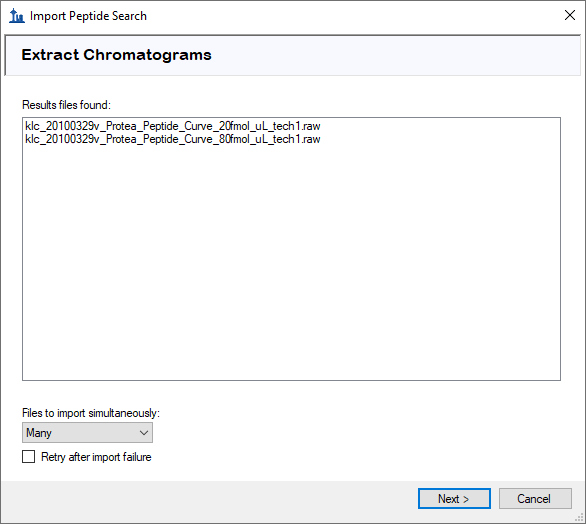 Import Peptide Search
Extract Chromatograms
Results files found:
klc_20100329v_Protea_Peptide_Curve_20fmol_uL_tech1.raw
klc_20100329v_Protea_Peptide_Curve_80fmol_uL_tech1.raw
Files to import simultaneously:
Many
Retry after import failure
Next >
Cancel